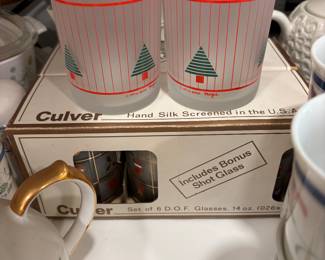 Culver Hand Silk Screened in the U.S.A
Includes Bonus
Shot Glass
Culver Set of 6 D.O.F. Glasses, 14 oz.